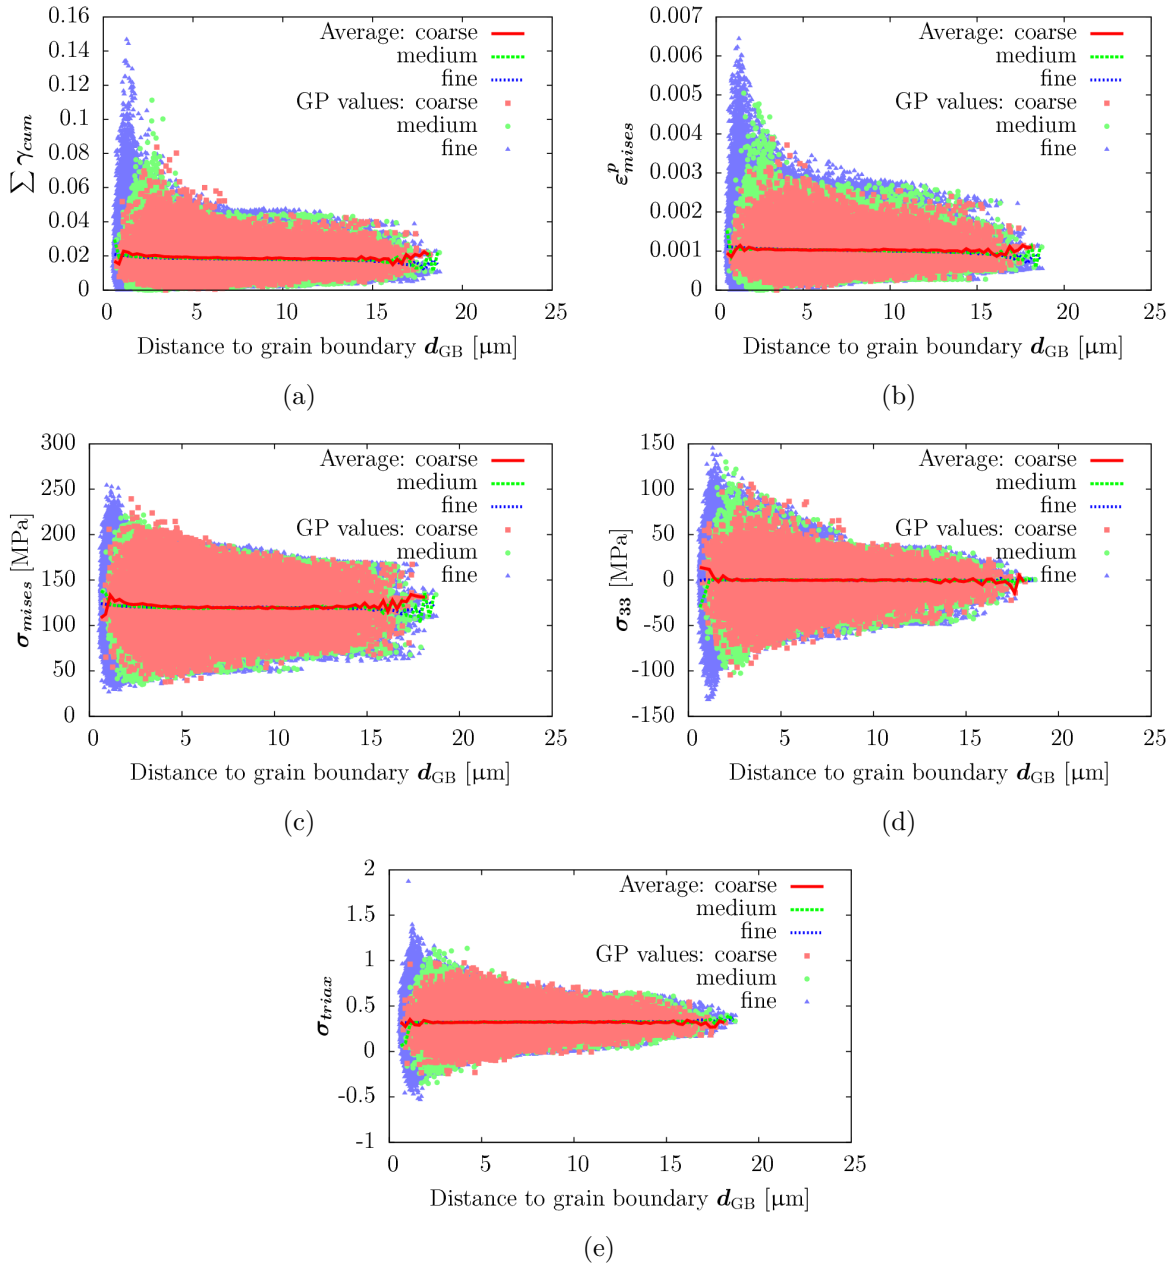 0.16
0.14
0.12
0.1
0.08
0.06
0.04
0.02
0
∑ γcum
Average: coarse
medium
fine
GP values: coarse
medium
fine
0 5 10 15 20 25
Distance to grain boundary dGB [µm]
(a)
0.007
0.006
0.005
0.004
0.003
0.002
0.001
0
ε^p_mises
Average: coarse
medium
fine
GP values: coarse
medium
fine
0 5 10 15 20 25
Distance to grain boundary dGB [µm]
(b)
300
250
200
150
100
50
0
σmises [MPa]
Average: coarse
medium
fine
GP values: coarse
medium
fine
0 5 10 15 20 25
Distance to grain boundary dGB [µm]
(c)
150
100
50
0
-50
-100
-150
σ33 [MPa]
Average: coarse
medium
fine
GP values: coarse
medium
fine
0 5 10 15 20 25
Distance to grain boundary dGB [µm]
(d)
2
1.5
1
0.5
0
-0.5
-1
σtriax
Average: coarse
medium
fine
GP values: coarse
medium
fine
0 5 10 15 20 25
Distance to grain boundary dGB [µm]
(e)